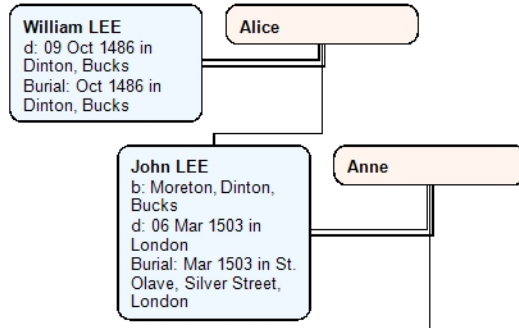 William LEE
d: 09 Oct 1486 in
Dinton, Bucks
Burial: Oct 1486 in
Dinton, Bucks
Alice
John LEE
b: Moreton, Dinton,
Bucks
d: 06 Mar 1503 in
London
Burial: Mar 1503 in St.
Olave, Silver Street,
London
Anne